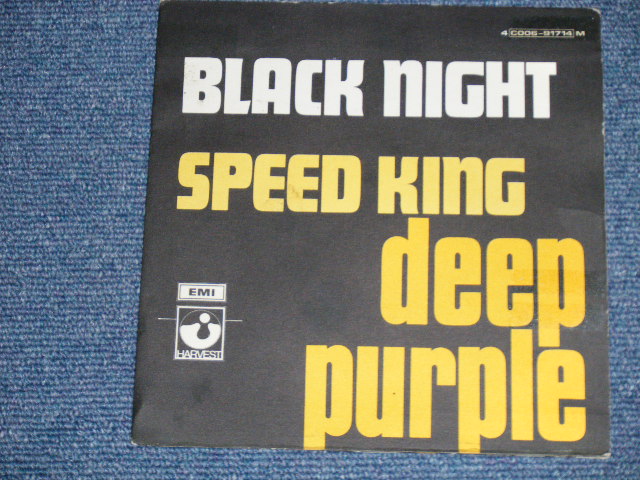 4 C006-91714 M
BLACK NIGHT
SPEED KING
deep
purple
EMI
HARVEST